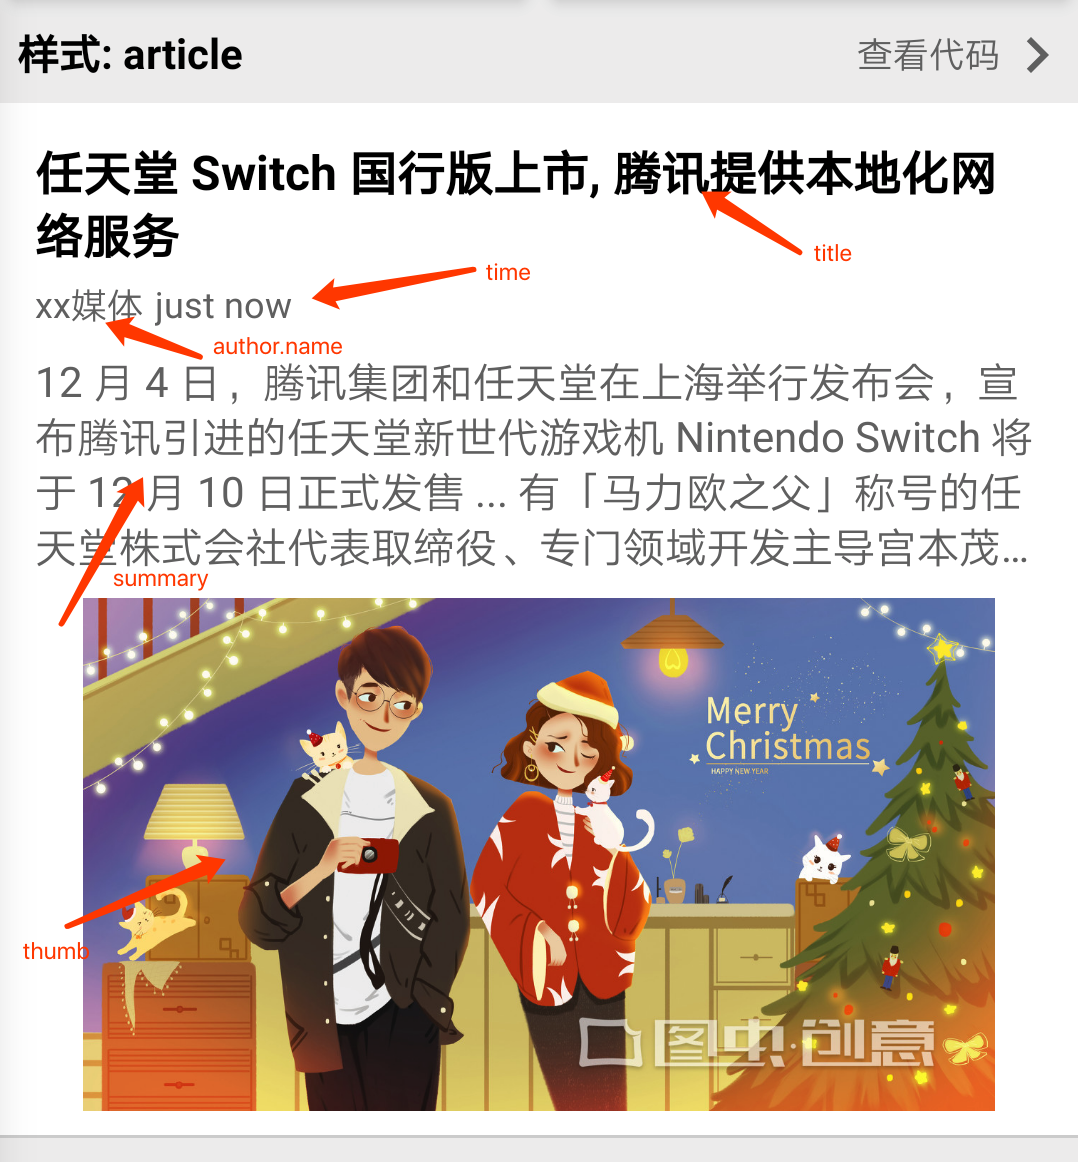 样式: article
查看代码
任天堂 Switch 国行版上市, 腾讯提供本地化网
络服务
title
time
xx媒体 just now
author.name
12 月 4 日，腾讯集团和任天堂在上海举行发布会，宣
布腾讯引进的任天堂新世代游戏机 Nintendo Switch 将
于 12 月 10 日正式发售 ... 有「马力欧之父」称号的任
天堂株式会社代表取缔役、专门领域开发主导宫本茂...
summary
Merry
Christmas
HAPPY NEW YEAR
thumb
图虫·创意